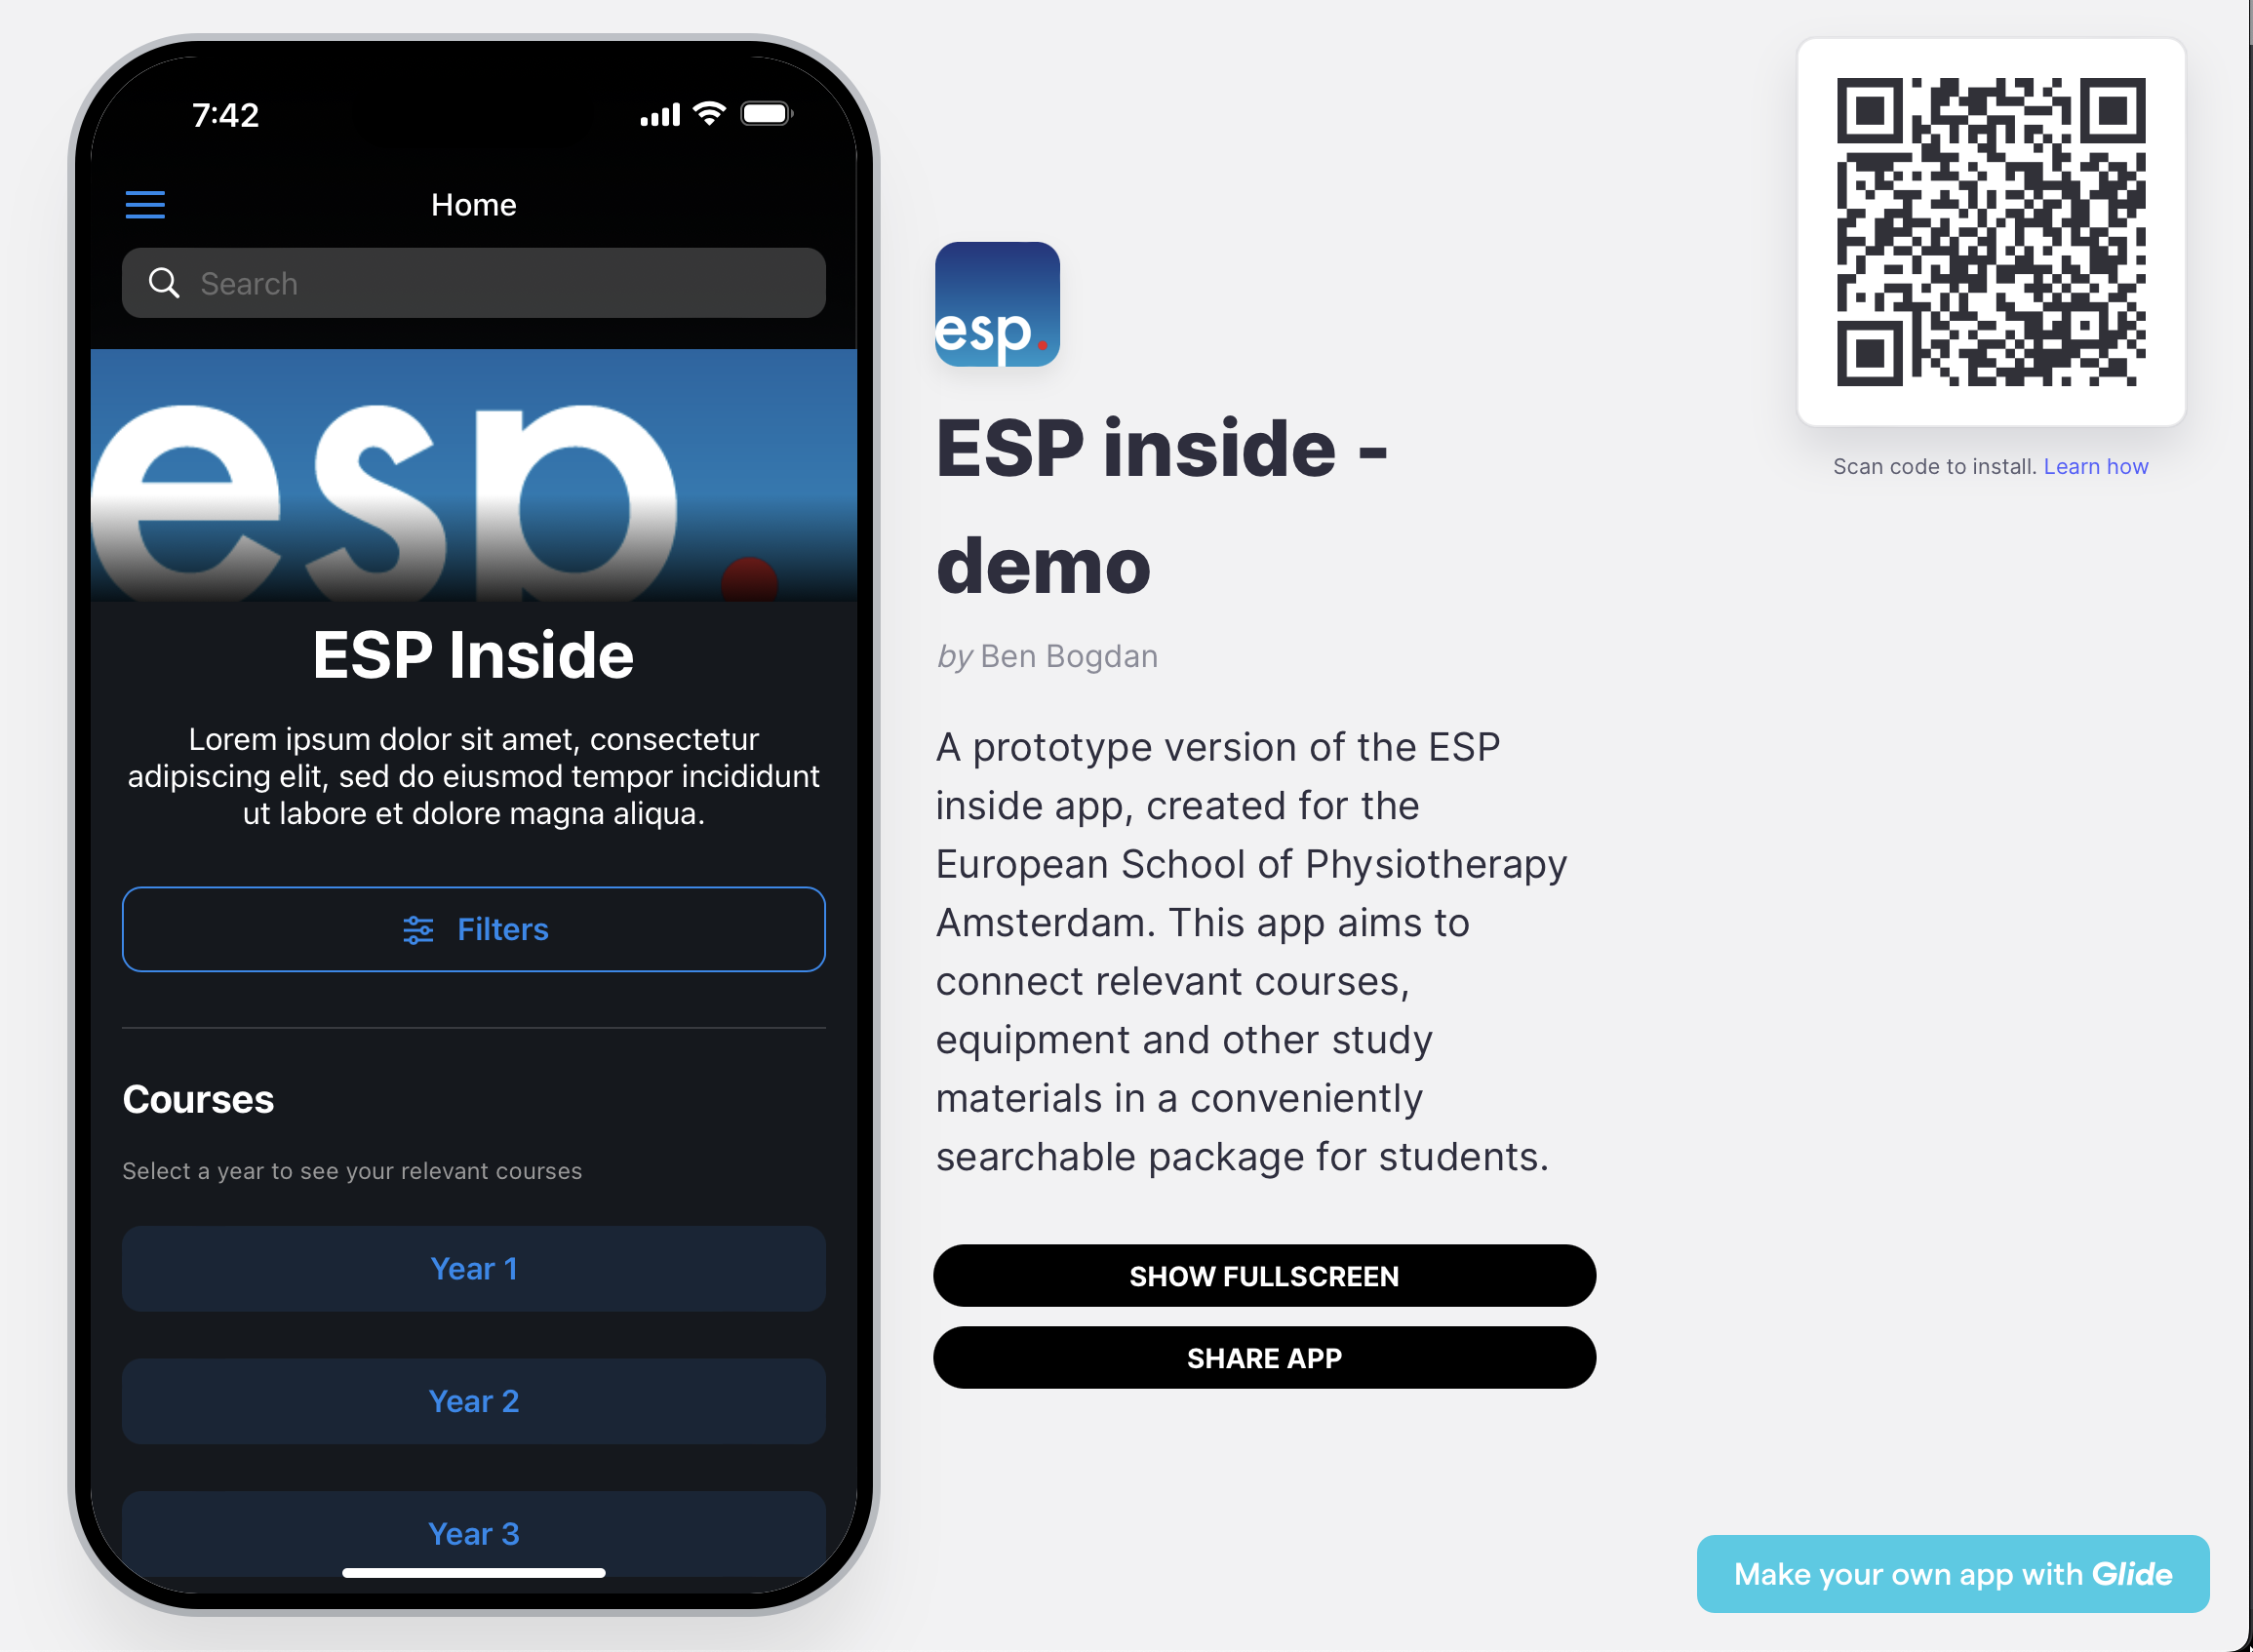 7:42
Home
Search
esp.
ESP Inside
Lorem ipsum dolor sit amet, consectetur
adipiscing elit, sed do eiusmod tempor incididunt
ut labore et dolore magna aliqua.
Filters
Courses
Select a year to see your relevant courses
Year 1
Year 2
Year 3
esp.
ESP inside -
demo
by Ben Bogdan
A prototype version of the ESP
inside app, created for the
European School of Physiotherapy
Amsterdam. This app aims to
connect relevant courses,
equipment and other study
materials in a conveniently
searchable package for students.
SHOW FULLSCREEN
SHARE APP
Scan code to install. Learn how
Make your own app with Glide